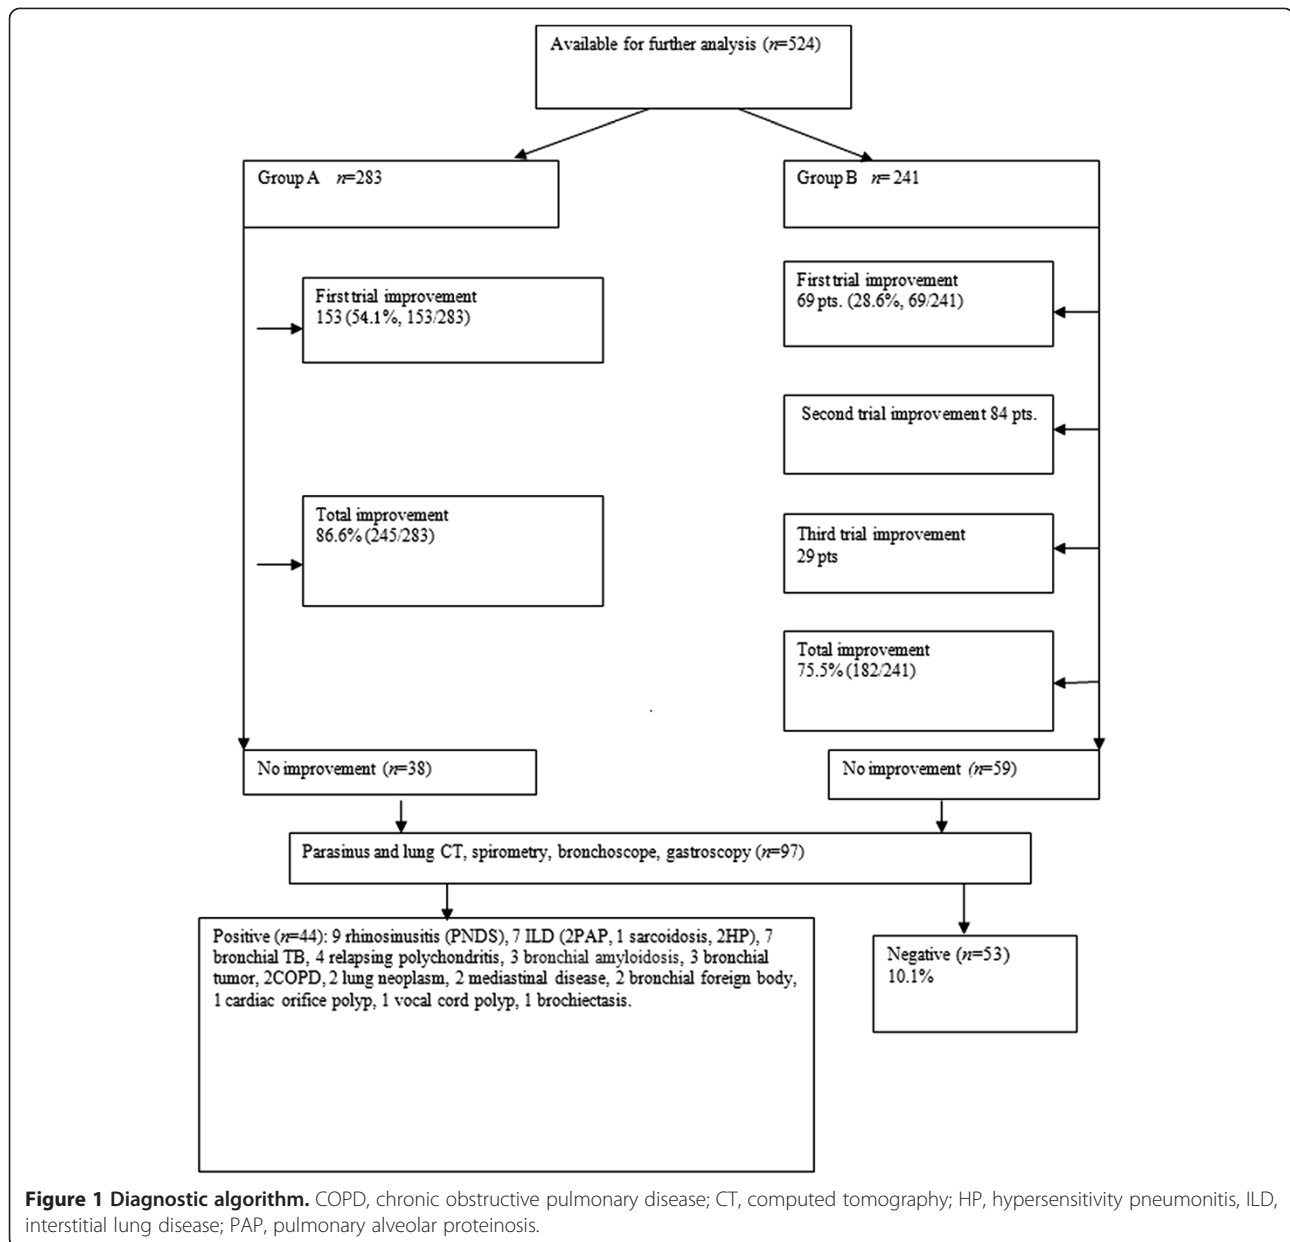 Available for further analysis (n=524)
Group A n=283
Group B n= 241
First trial improvement
153 (54.1%, 153/283)
First trial improvement
69 pts. (28.6%, 69/241)
Second trial improvement 84 pts.
Total improvement
86.6% (245/283)
Third trial improvement
29 pts
Total improvement
75.5% (182/241)
No improvement (n=38)
No improvement (n=59)
Parasinus and lung CT, spirometry, bronchoscope, gastroscopy (n=97)
Positive (n=44): 9 rhinosinusitis (PNDS), 7 ILD (2PAP, 1 sarcoidosis, 2HP), 7
bronchial TB, 4 relapsing polychondritis, 3 bronchial amyloidosis, 3 bronchial
tumor, 2COPD, 2 lung neoplasm, 2 mediastinal disease, 2 bronchial foreign body,
1 cardiac orifice polyp, 1 vocal cord polyp, 1 brochiectasis.
Negative (n=53)
10.1%
Figure 1 Diagnostic algorithm. COPD, chronic obstructive pulmonary disease; CT, computed tomography; HP, hypersensitivity pneumonitis, ILD,
interstitial lung disease; PAP, pulmonary alveolar proteinosis.